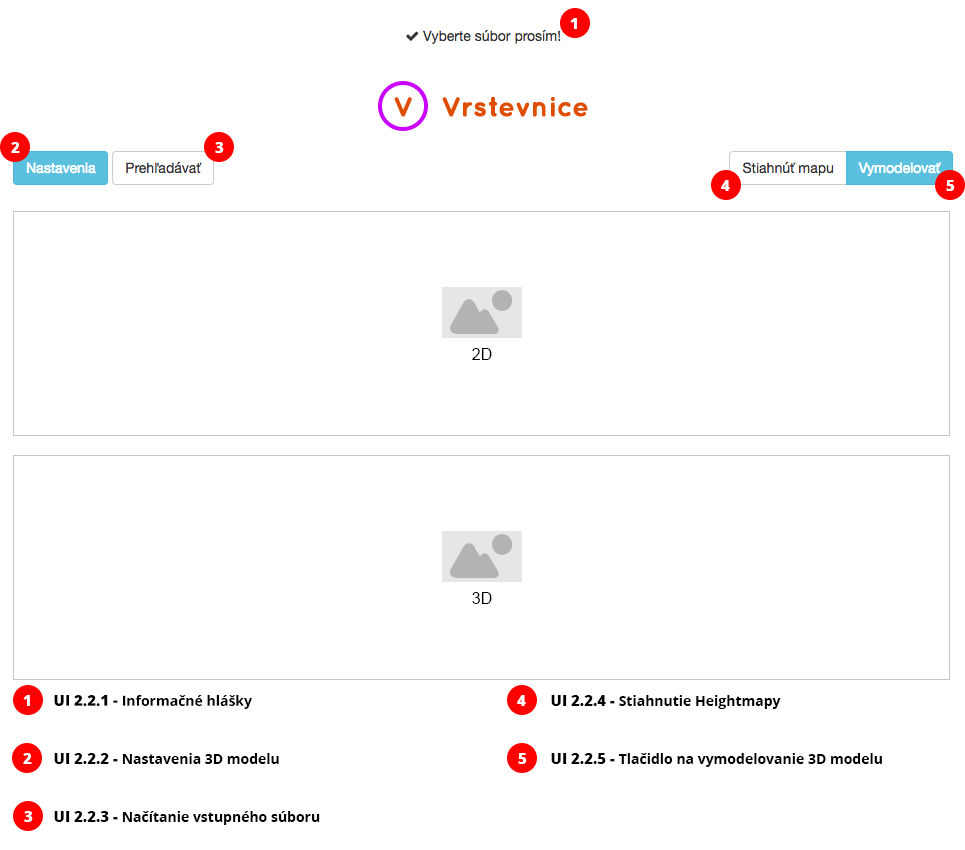 1
✔ Vyberte súbor prosím!
V Vrstevnice
2 3
Nastavenia Prehľadávať Stiahnúť mapu Vymodelovať
4 5
2D
3D
1 UI 2.2.1 - Informačné hlášky
4 UI 2.2.4 - Stiahnutie Heightmapy
2 UI 2.2.2 - Nastavenia 3D modelu
5 UI 2.2.5 - Tlačidlo na vymodelovanie 3D modelu
3 UI 2.2.3 - Načítanie vstupného súboru